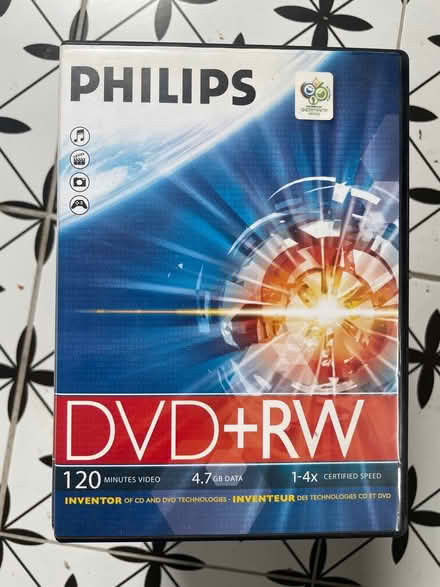 PHILIPS
DVD+RW
120 MINUTES VIDEO 4.7 GB DATA 1-4x CERTIFIED SPEED
INVENTOR OF CD AND DVD TECHNOLOGIES - INVENTEUR DES TECHNOLOGIES CD ET DVD